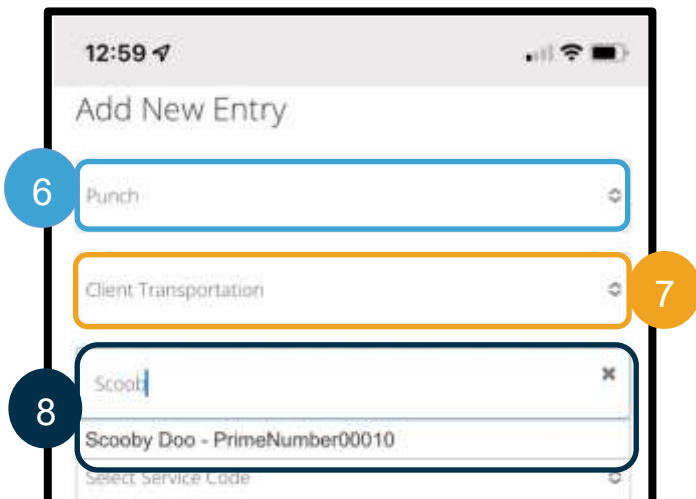 12:59
Add New Entry
6
Punch
Client Transportation
7
8
Scoob
Scooby Doo - PrimeNumber00010
Select Service Code